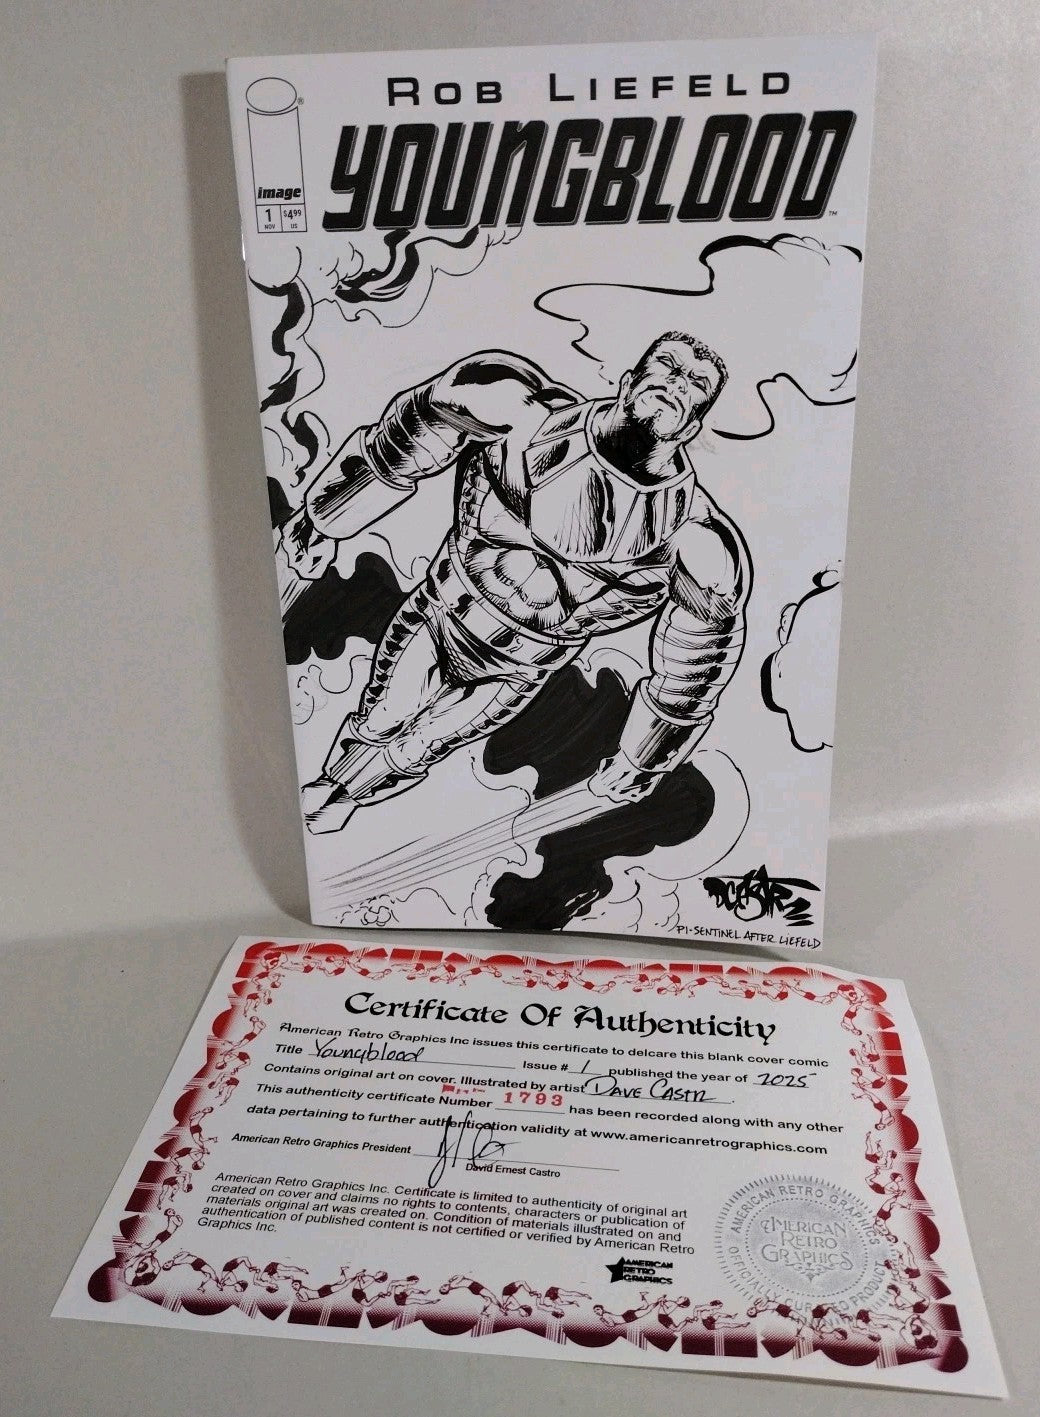 ROB LIEFELD
YOUNGBLOOD™
image®
1 $4.99
NOV US
P1-SENTINEL AFTER LIEFELD
Certificate Of Authenticity
American Retro Graphics Inc issues this certificate to delcare this blank cover comic
Title Youngblood Issue # 1 published the year of 2025
Contains original art on cover. Illustrated by artist DAVE CASTR.
This authenticity certificate Number 1793 has been recorded along with any other
data pertaining to further authentication validity at www.americanretrographics.com
American Retro Graphics President
David Ernest Castro
American Retro Graphics Inc. Certificate is limited to authenticity of original art
created on cover and claims no rights to contents, characters or publication of
materials original art was created on. Condition of materials illustrated on and
authentication of published content is not certified or verified by American Retro
Graphics Inc.
AMERICAN
RETRO
GRAPHICS
AMERICAN RETRO GRAPHICS
AMERICAN
RETRO
GRAPHICS